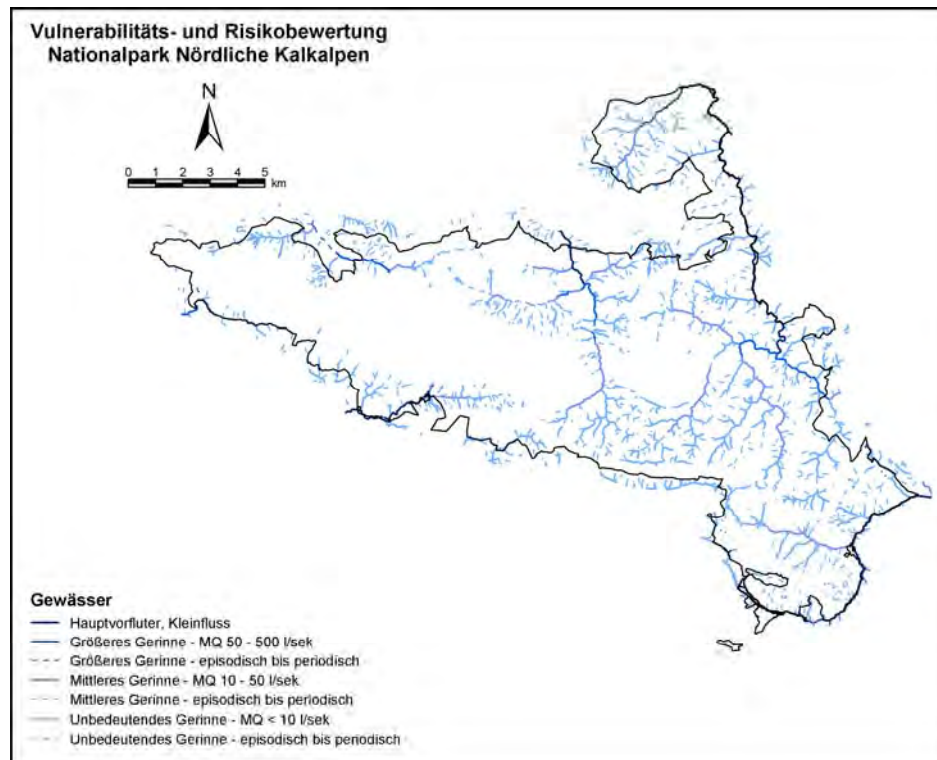 Vulnerabilitäts- und Risikobewertung
Nationalpark Nördliche Kalkalpen
N
0 1 2 3 4 5
km
Gewässer
Hauptvorfluter, Kleinfluss
Größeres Gerinne - MQ 50 - 500 l/sek
Größeres Gerinne - episodisch bis periodisch
Mittleres Gerinne - MQ 10 - 50 l/sek
Mittleres Gerinne - episodisch bis periodisch
Unbedeutendes Gerinne - MQ < 10 l/sek
Unbedeutendes Gerinne - episodisch bis periodisch